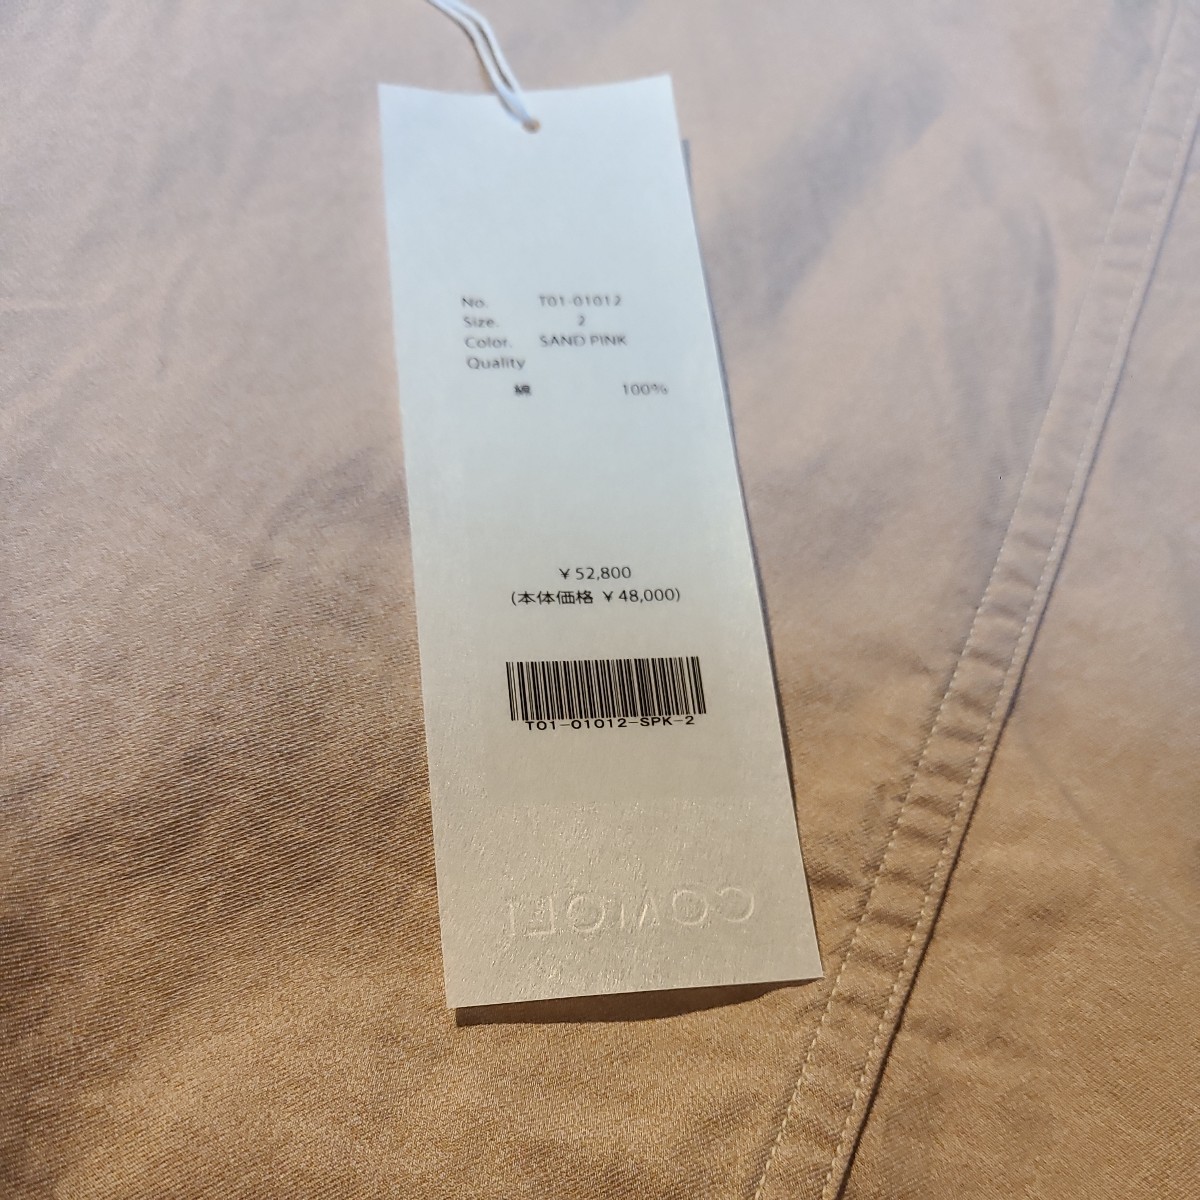 No. T01-01012
Size. 2
Color. SAND PINK
Quality
綿 100%
¥ 52,800
(本体価格 ¥ 48,000)
T01-01012-SPK-2
COMOLI